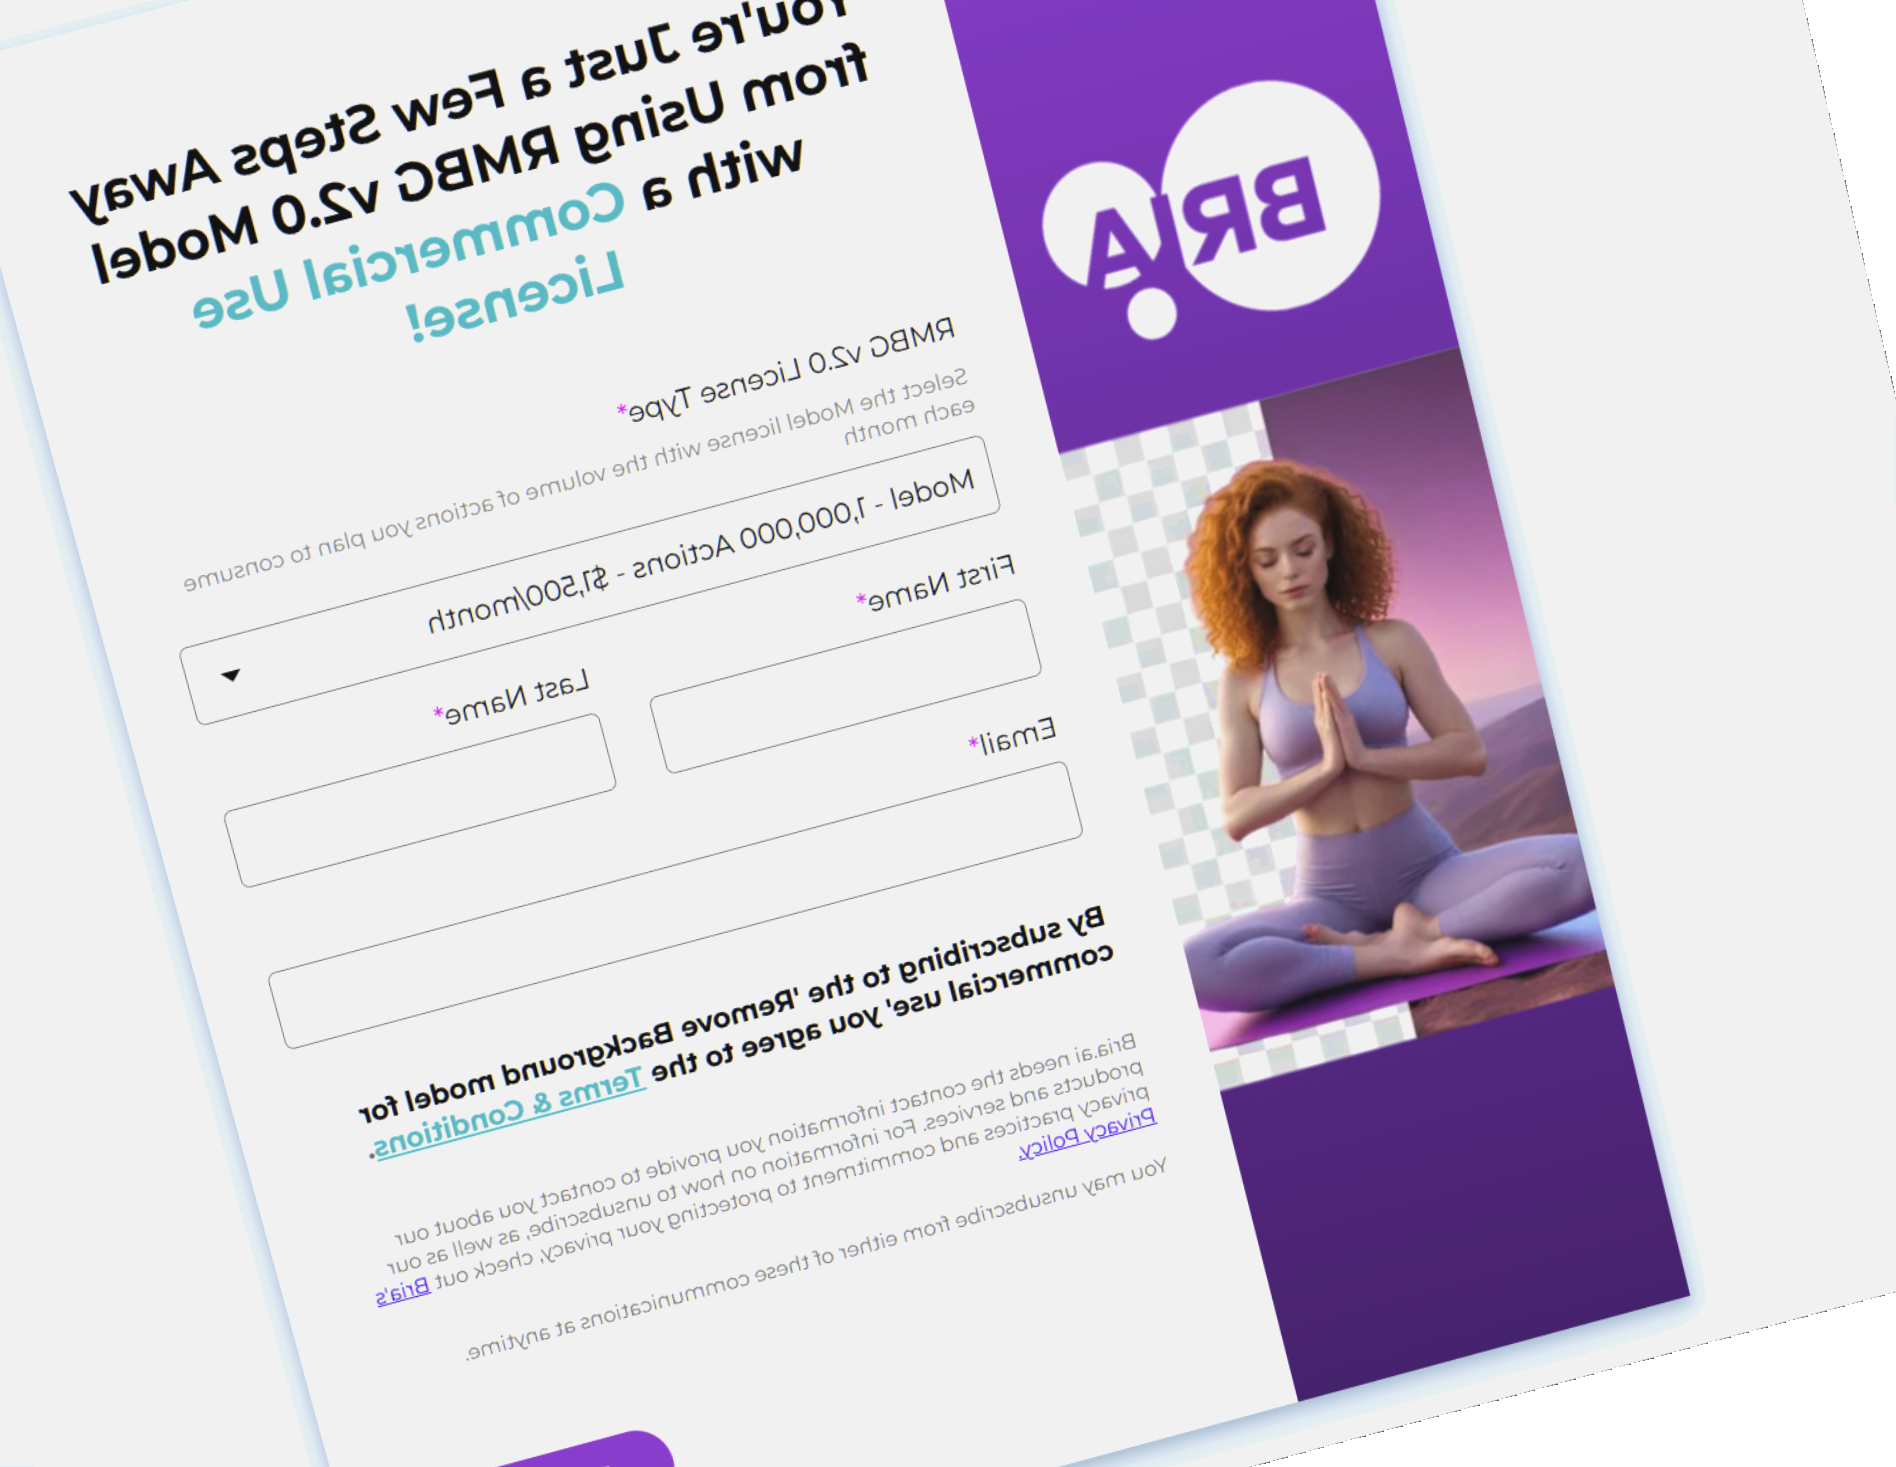 BRIA
You're Just a Few Steps Away
from Using RMBG v2.0 Model
with a Commercial Use
License!
RMBG v2.0 License Type*
Select the Model license with the volume of actions you plan to consume
each month
Model - 1,000,000 Actions - $1,500/month
First Name*
Last Name*
Email*
By subscribing to the 'Remove Background model for
commercial use' you agree to the Terms & Conditions.
Bria.ai needs the contact information you provide to contact you about our
products and services. For information on how to unsubscribe, as well as our
privacy practices and commitment to protecting your privacy, check out Bria's
Privacy Policy.
You may unsubscribe from either of these communications at anytime.